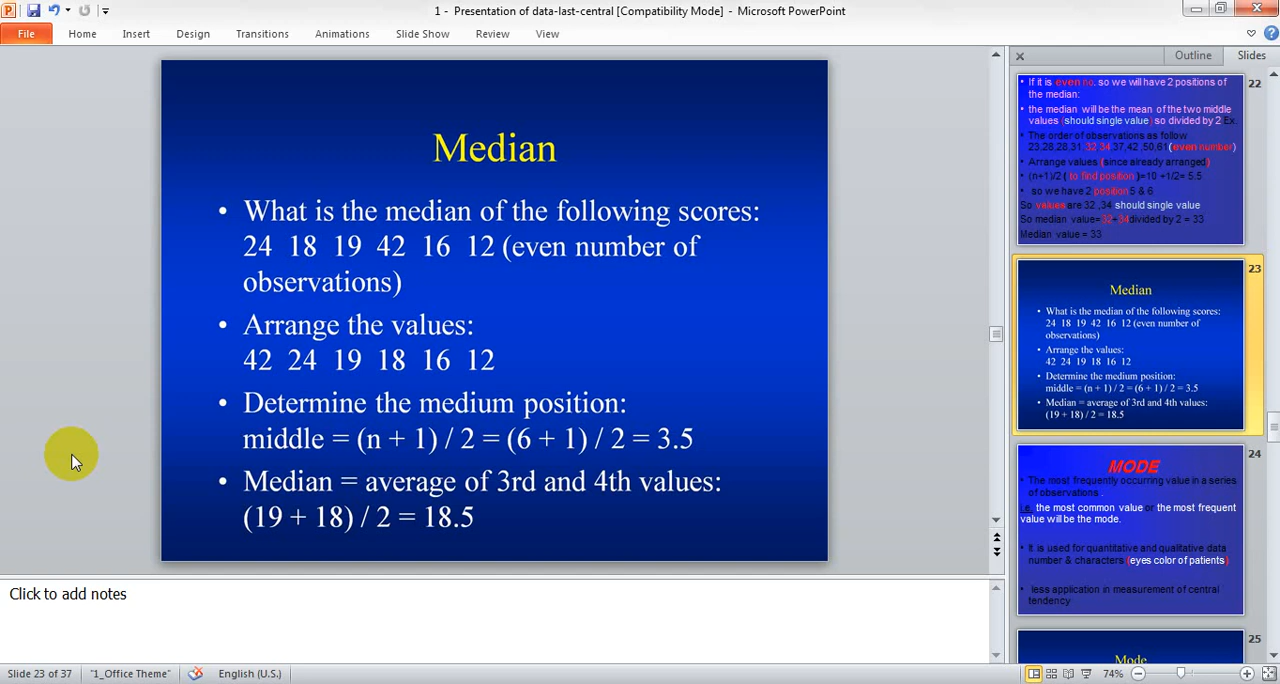 1 - Presentation of data-last-central [Compatibility Mode] - Microsoft PowerPoint
File Home Insert Design Transitions Animations Slide Show Review View
Median
• What is the median of the following scores:
24 18 19 42 16 12 (even number of
observations)
• Arrange the values:
42 24 19 18 16 12
• Determine the medium position:
middle = (n + 1) / 2 = (6 + 1) / 2 = 3.5
• Median = average of 3rd and 4th values:
(19 + 18) / 2 = 18.5
Click to add notes
Outline Slides
22
• If it is even no. so we will have 2 positions of
the median:
• the median will be the mean of the two middle
values (should single value) so divided by 2 Ex.
• The order of observations as follow
23,28,28,31,32,34,37,42 ,50,61(even number)
• Arrange values (since already arranged)
• (n+1)/2 ( to find position )=10 +1/2= 5.5
• so we have 2 position 5 & 6
So values are 32 ,34 should single value
So median value= 32+34 divided by 2 = 33
Median value = 33
23
Median
• What is the median of the following scores:
24 18 19 42 16 12 (even number of
observations)
• Arrange the values:
42 24 19 18 16 12
• Determine the medium position:
middle = (n + 1) / 2 = (6 + 1) / 2 = 3.5
• Median = average of 3rd and 4th values:
(19 + 18) / 2 = 18.5
24
MODE
• The most frequently occurring value in a series
of observations .
i.e. the most common value or the most frequent
value will be the mode.
• It is used for quantitative and qualitative data
number & characters (eyes color of patients)
• less application in measurement of central
tendency
25
Mode
Slide 23 of 37 "1_Office Theme" English (U.S.) 74%